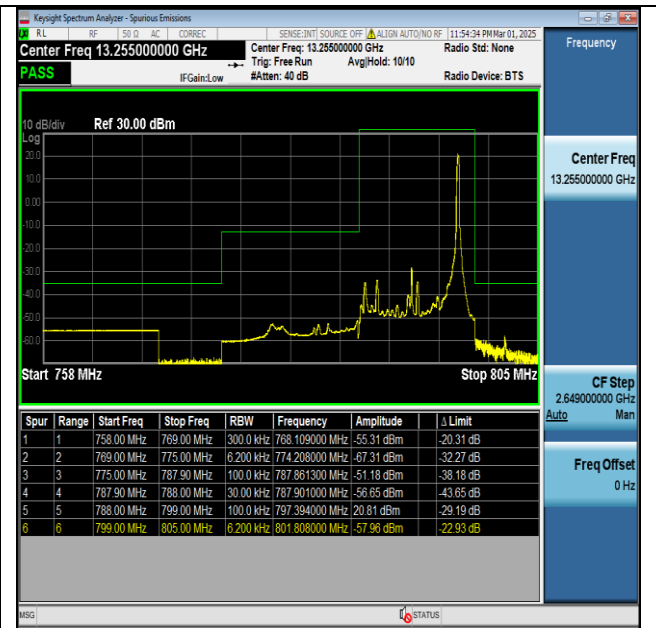 Keysight Spectrum Analyzer - Spurious Emissions
RL RF 50 Ω AC CORREC SENSE:INT SOURCE OFF ALIGN AUTO/NO RF 11:54:34 PM Mar 01, 2025
Center Freq 13.255000000 GHz Center Freq: 13.255000000 GHz Radio Std: None
Trig: Free Run Avg|Hold: 10/10
PASS IFGain:Low #Atten: 40 dB Radio Device: BTS
10 dB/div Ref 30.00 dBm
Log
20.0
10.0
0.00
-10.0
-20.0
-30.0
-40.0
-50.0
-60.0
Start 758 MHz Stop 805 MHz
Spur Range Start Freq Stop Freq RBW Frequency Amplitude Δ Limit
1 1 758.00 MHz 769.00 MHz 300.0 kHz 768.109000 MHz -55.31 dBm -20.31 dB
2 2 769.00 MHz 775.00 MHz 6.200 kHz 774.208000 MHz -67.31 dBm -32.27 dB
3 3 775.00 MHz 787.90 MHz 100.0 kHz 787.861300 MHz -51.18 dBm -38.18 dB
4 4 787.90 MHz 788.00 MHz 30.00 kHz 787.901000 MHz -56.65 dBm -43.65 dB
5 5 788.00 MHz 799.00 MHz 100.0 kHz 797.394000 MHz 20.81 dBm -29.19 dB
6 6 799.00 MHz 805.00 MHz 6.200 kHz 801.808000 MHz -57.96 dBm -22.93 dB
Frequency
Center Freq
13.255000000 GHz
CF Step
2.649000000 GHz
Auto Man
Freq Offset
0 Hz
MSG STATUS